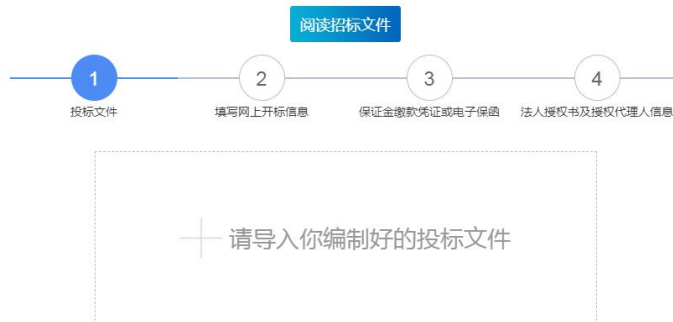 阅读招标文件
1 2 3 4
投标文件 填写网上开标信息 保证金缴款凭证或电子保函 法人授权书及授权代理人信息
请导入你编制好的投标文件